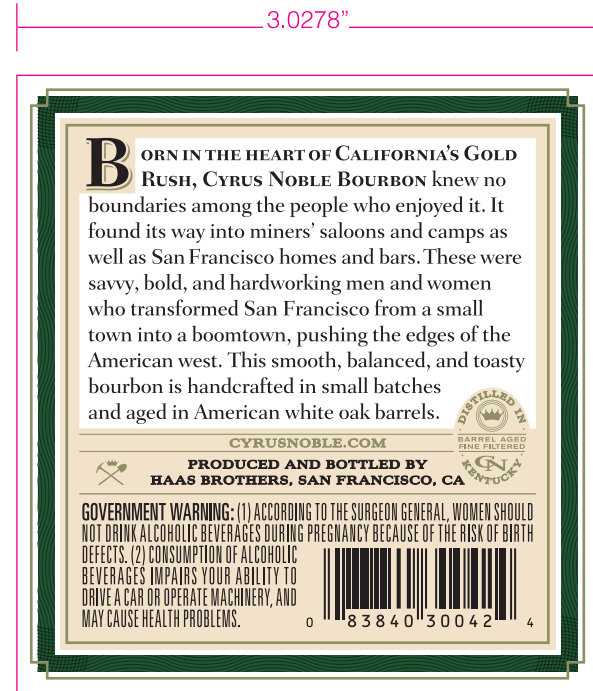 3.0278”
BORN IN THE HEART OF CALIFORNIA’S GOLD
RUSH, CYRUS NOBLE BOURBON knew no
boundaries among the people who enjoyed it. It
found its way into miners’ saloons and camps as
well as San Francisco homes and bars. These were
savvy, bold, and hardworking men and women
who transformed San Francisco from a small
town into a boomtown, pushing the edges of the
American west. This smooth, balanced, and toasty
bourbon is handcrafted in small batches
and aged in American white oak barrels.
DISTILLED IN
BARREL AGED
FINE FILTERED
CN
KENTUCKY
CYRUSNOBLE.COM
PRODUCED AND BOTTLED BY
HAAS BROTHERS, SAN FRANCISCO, CA
GOVERNMENT WARNING: (1) ACCORDING TO THE SURGEON GENERAL, WOMEN SHOULD
NOT DRINK ALCOHOLIC BEVERAGES DURING PREGNANCY BECAUSE OF THE RISK OF BIRTH
DEFECTS. (2) CONSUMPTION OF ALCOHOLIC
BEVERAGES IMPAIRS YOUR ABILITY TO
DRIVE A CAR OR OPERATE MACHINERY, AND
MAY CAUSE HEALTH PROBLEMS.
0 83840 30042 4